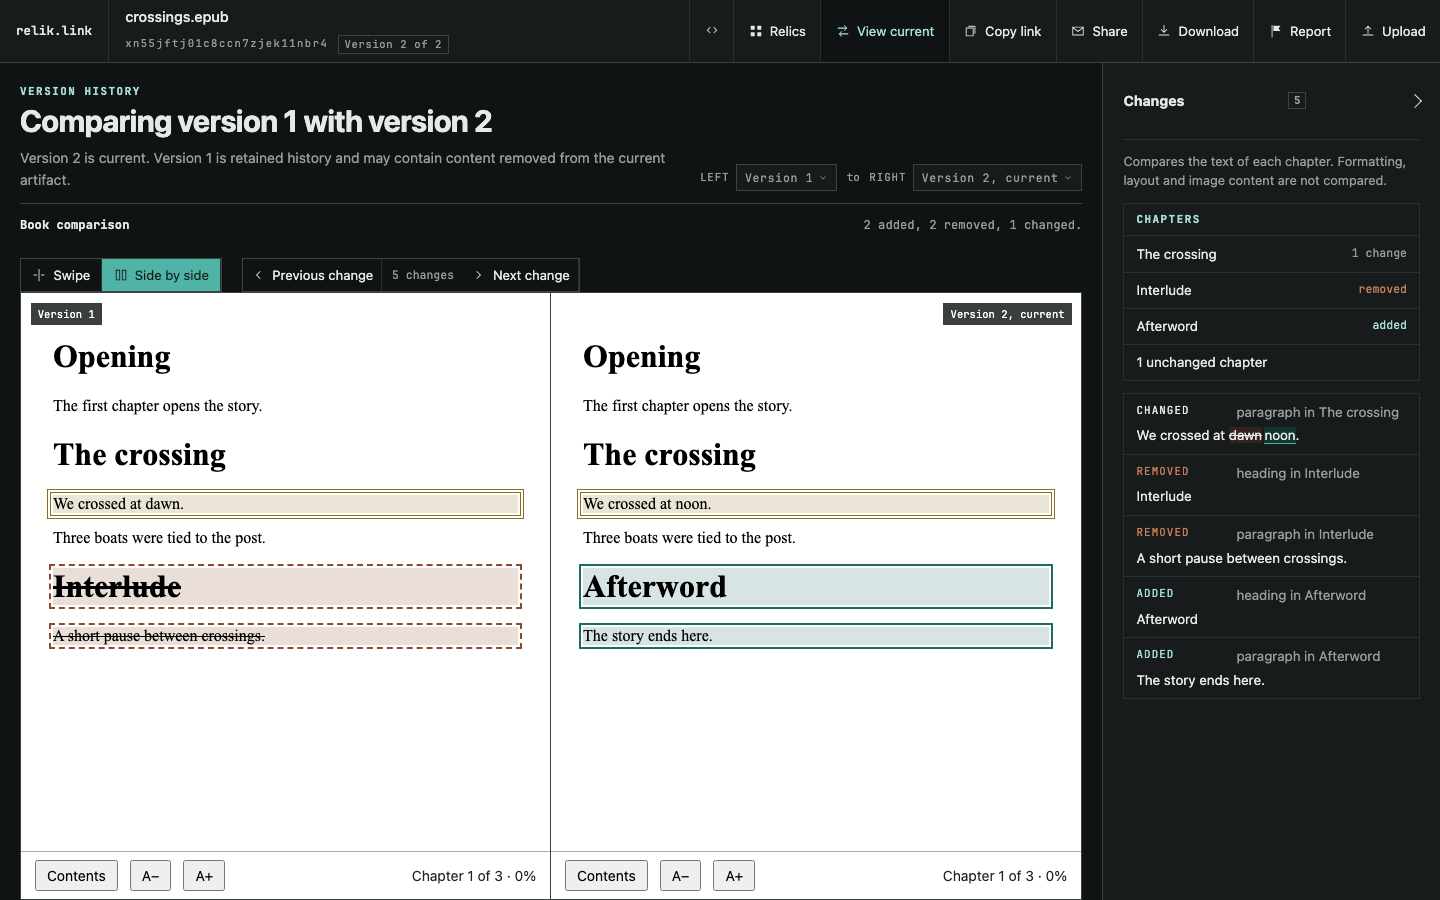 relik.link
crossings.epub
xn55jftj01c8ccn7zjek11nbr4 Version 2 of 2
Relics
View current
Copy link
Share
Download
Report
Upload
VERSION HISTORY
Comparing version 1 with version 2
Version 2 is current. Version 1 is retained history and may contain content removed from the current
artifact.
LEFT Version 1 to RIGHT Version 2, current
Book comparison
2 added, 2 removed, 1 changed.
Swipe
Side by side
Previous change
5 changes
Next change
Version 1
Opening
The first chapter opens the story.
The crossing
We crossed at dawn.
Three boats were tied to the post.
Interlude
A short pause between crossings.
Contents A− A+ Chapter 1 of 3 · 0%
Version 2, current
Opening
The first chapter opens the story.
The crossing
We crossed at noon.
Three boats were tied to the post.
Afterword
The story ends here.
Contents A− A+ Chapter 1 of 3 · 0%
Changes 5
Compares the text of each chapter. Formatting,
layout and image content are not compared.
CHAPTERS
The crossing 1 change
Interlude removed
Afterword added
1 unchanged chapter
CHANGED paragraph in The crossing
We crossed at dawn noon.
REMOVED heading in Interlude
Interlude
REMOVED paragraph in Interlude
A short pause between crossings.
ADDED heading in Afterword
Afterword
ADDED paragraph in Afterword
The story ends here.